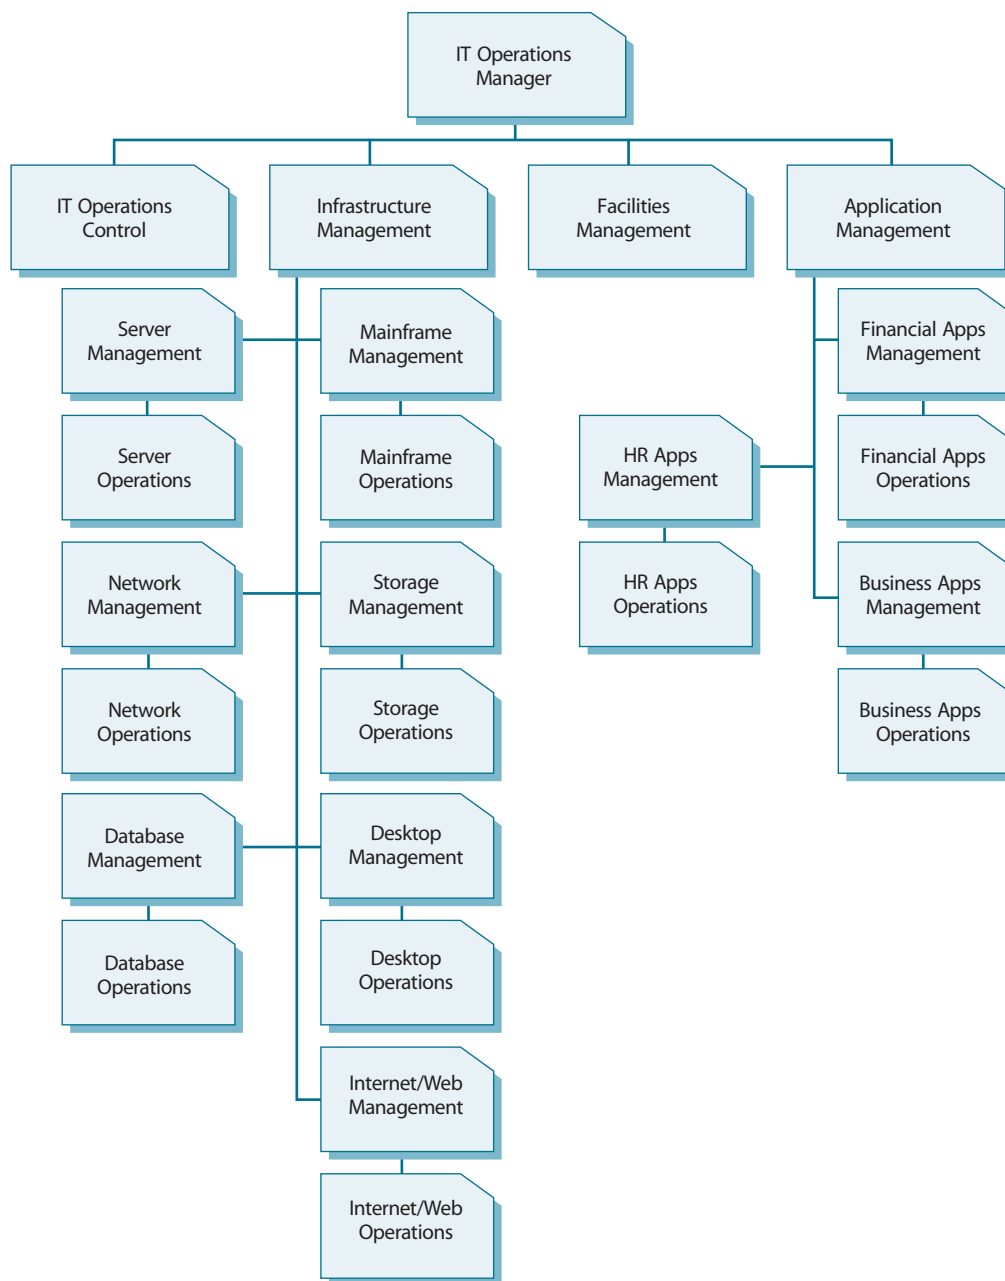 IT Operations
Manager
IT Operations
Control
Infrastructure
Management
Facilities
Management
Application
Management
Server
Management
Mainframe
Management
Financial Apps
Management
Server
Operations
Mainframe
Operations
HR Apps
Management
Financial Apps
Operations
Network
Management
Storage
Management
HR Apps
Operations
Business Apps
Management
Network
Operations
Storage
Operations
Business Apps
Operations
Database
Management
Desktop
Management
Database
Operations
Desktop
Operations
Internet/Web
Management
Internet/Web
Operations